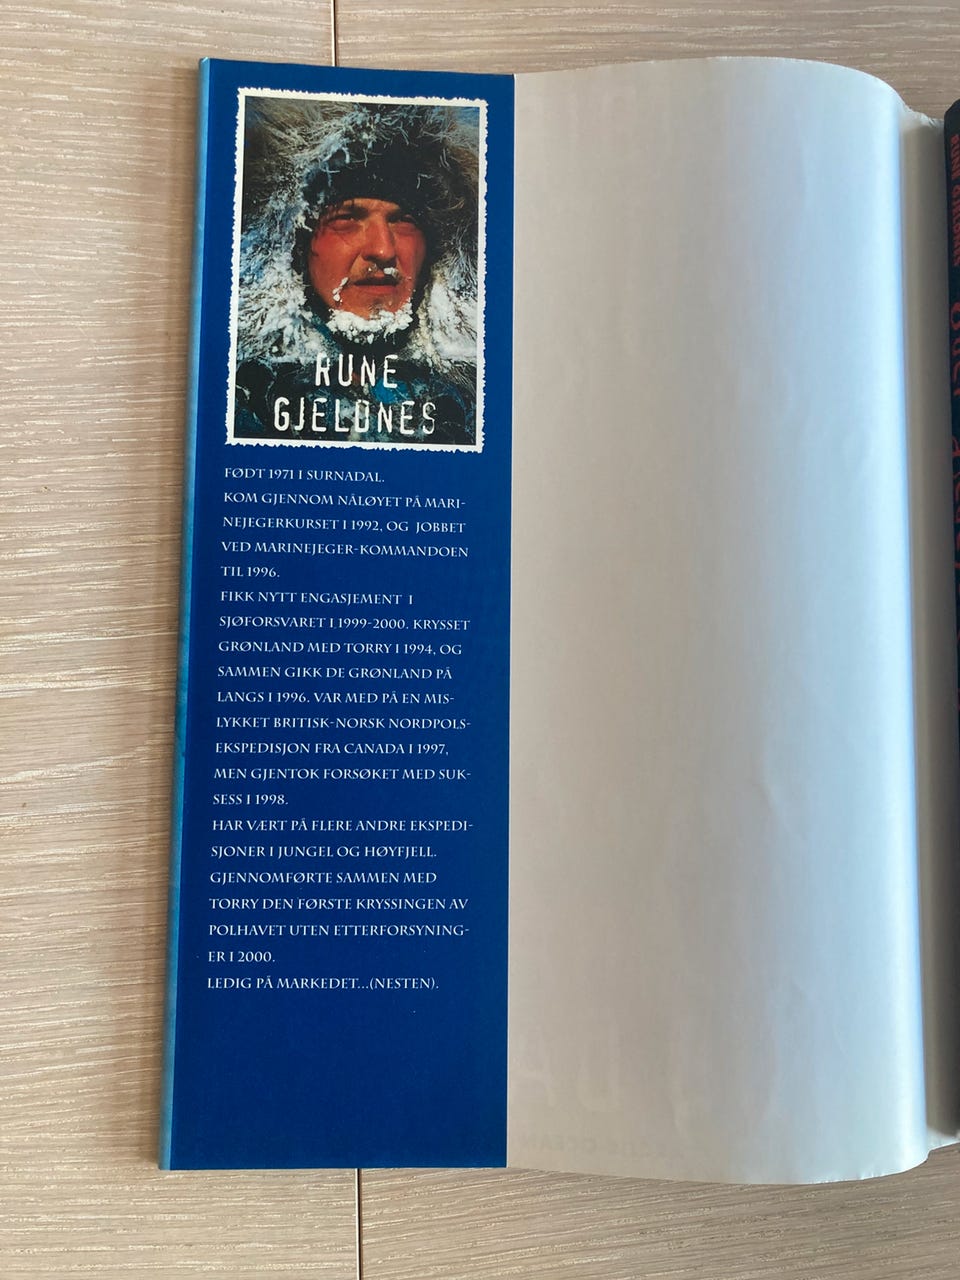 RUNE
GJELDNES
FØDT 1971 I SURNADAL.
KOM GJENNOM NÅLØYET PÅ MARI-
NEJEGERKURSET I 1992, OG JOBBET
VED MARINEJEGER-KOMMANDOEN
TIL 1996.
FIKK NYTT ENGASJEMENT I
SJØFORSVARET I 1999-2000. KRYSSET
GRØNLAND MED TORRY I 1994, OG
SAMMEN GIKK DE GRØNLAND PÅ
LANGS I 1996. VAR MED PÅ EN MIS-
LYKKET BRITISK-NORSK NORDPOLS-
EKSPEDISJON FRA CANADA I 1997,
MEN GJENTOK FORSØKET MED SUK-
SESS I 1998.
HAR VÆRT PÅ FLERE ANDRE EKSPEDI-
SJONER I JUNGEL OG HØYFJELL.
GJENNOMFØRTE SAMMEN MED
TORRY DEN FØRSTE KRYSSINGEN AV
POLHAVET UTEN ETTERFORSYNING-
ER I 2000.
LEDIG PÅ MARKEDET...(NESTEN).